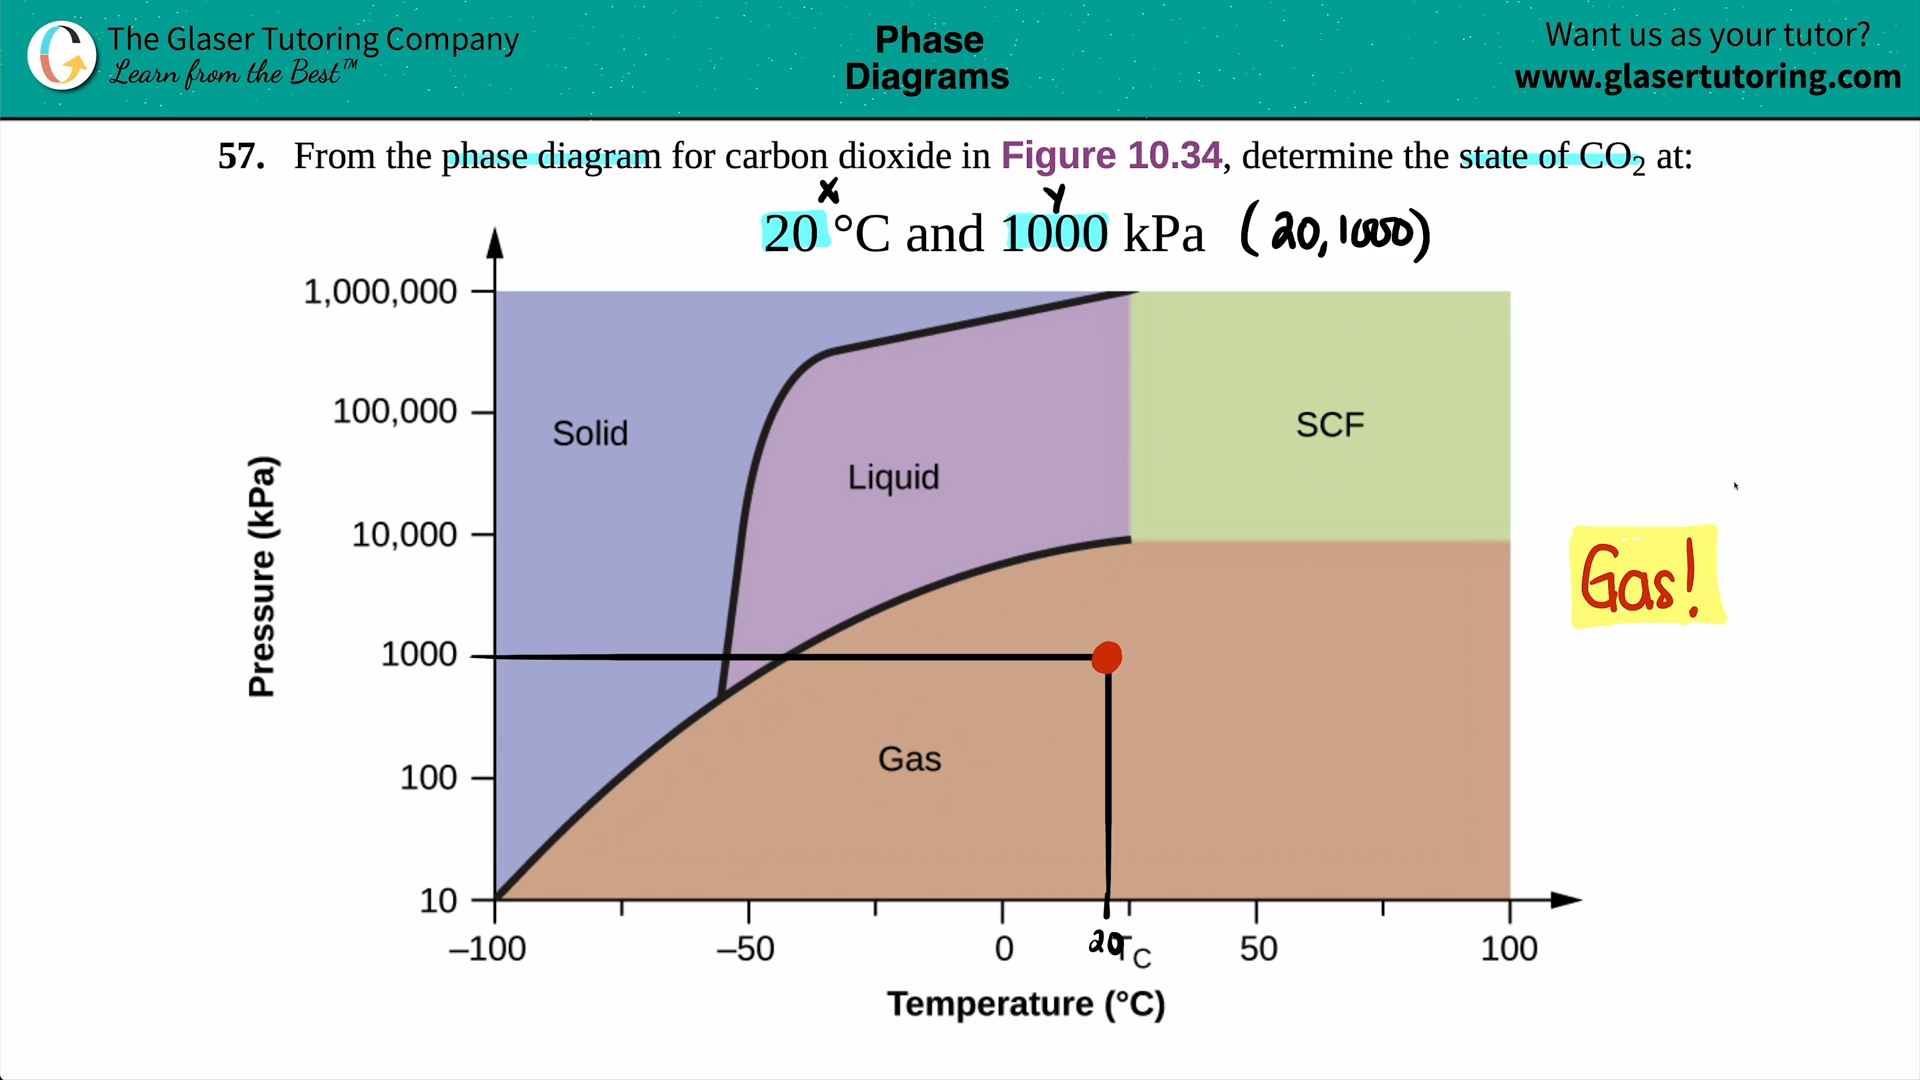 The Glaser Tutoring Company
Learn from the Best™
Phase
Diagrams
Want us as your tutor?
www.glasertutoring.com
57. From the phase diagram for carbon dioxide in Figure 10.34, determine the state of CO₂ at:
x y
20 °C and 1000 kPa (20, 1000)
1,000,000
100,000
10,000
1000
100
10
Pressure (kPa)
Solid
Liquid
SCF
Gas
Gas!
–100
–50
0
20
T_C
50
100
Temperature (°C)